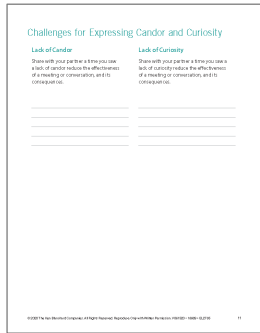 Challenges for Expressing Candor and Curiosity
Lack of Candor
Share with your partner a time you saw
a lack of candor reduce the effectiveness
of a meeting or conversation, and its
consequences.
Lack of Curiosity
Share with your partner a time you saw
a lack of curiosity reduce the effectiveness
of a meeting or conversation, and its
consequences.
The Ken Blanchard Companies. All Rights Reserved. Reproduce Only with Written Permission.
11